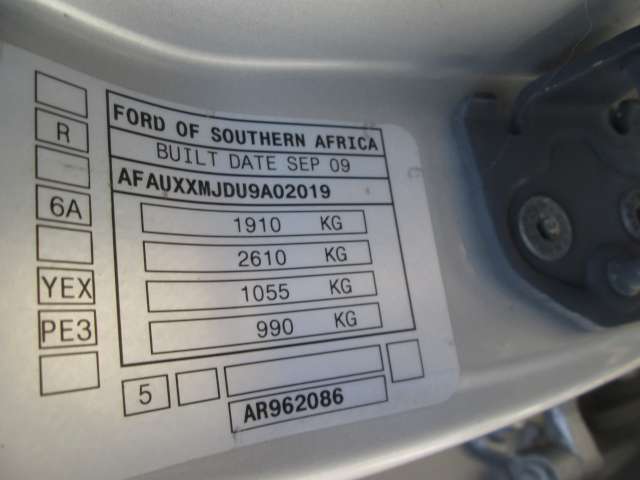 FORD OF SOUTHERN AFRICA
BUILT DATE SEP 09
AFAUXXMJDU9A02019
1910 KG
2610 KG
1055 KG
990 KG
R
6A
YEX
PE3
5
AR962086